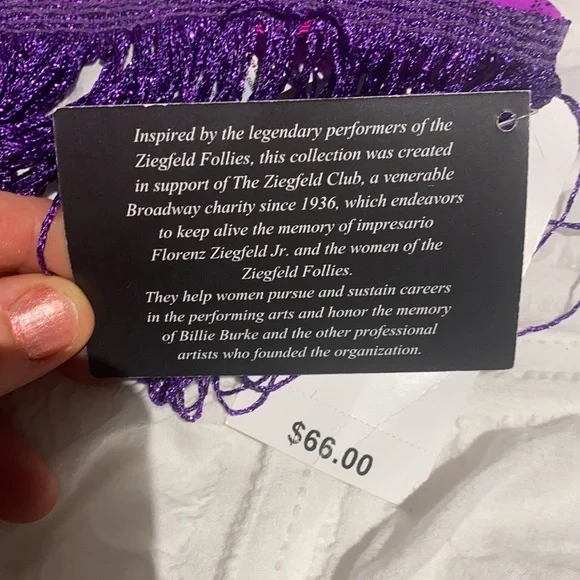 Inspired by the legendary performers of the
Ziegfeld Follies, this collection was created
in support of The Ziegfeld Club, a venerable
Broadway charity since 1936, which endeavors
to keep alive the memory of impresario
Florenz Ziegfeld Jr. and the women of the
Ziegfeld Follies.
They help women pursue and sustain careers
in the performing arts and honor the memory
of Billie Burke and the other professional
artists who founded the organization.
$66.00